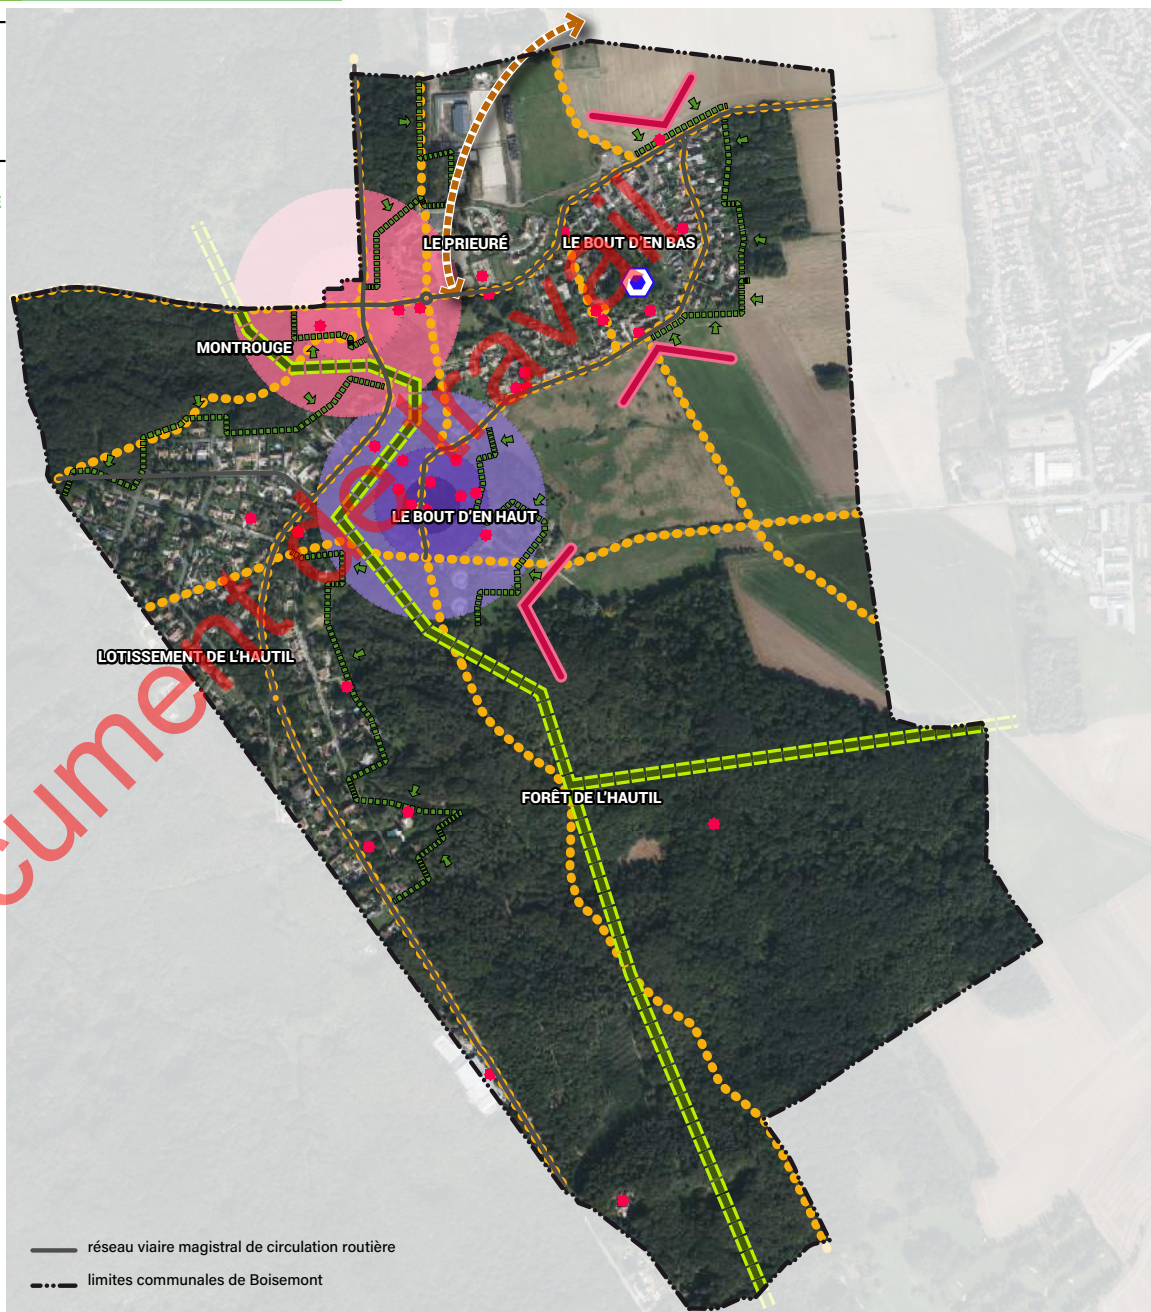 LE PRIEURÉ
LE BOUT D'EN BAS
MONTROUGE
LE BOUT D'EN HAUT
LOTISSEMENT DE L'HAUTIL
FORÊT DE L'HAUTIL
cument de travail
réseau viaire magistral de circulation routière
limites communales de Boisemont